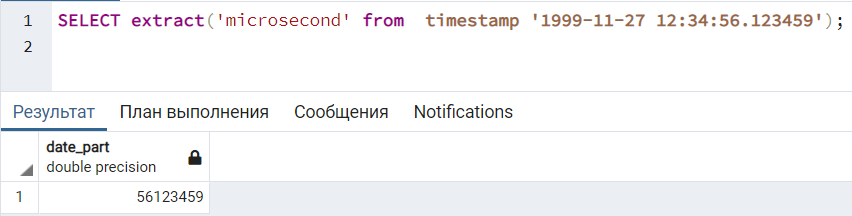 1 SELECT extract('microsecond' from  timestamp '1999-11-27 12:34:56.123459');
2
Результат План выполнения Сообщения Notifications
date_part
double precision
1 56123459